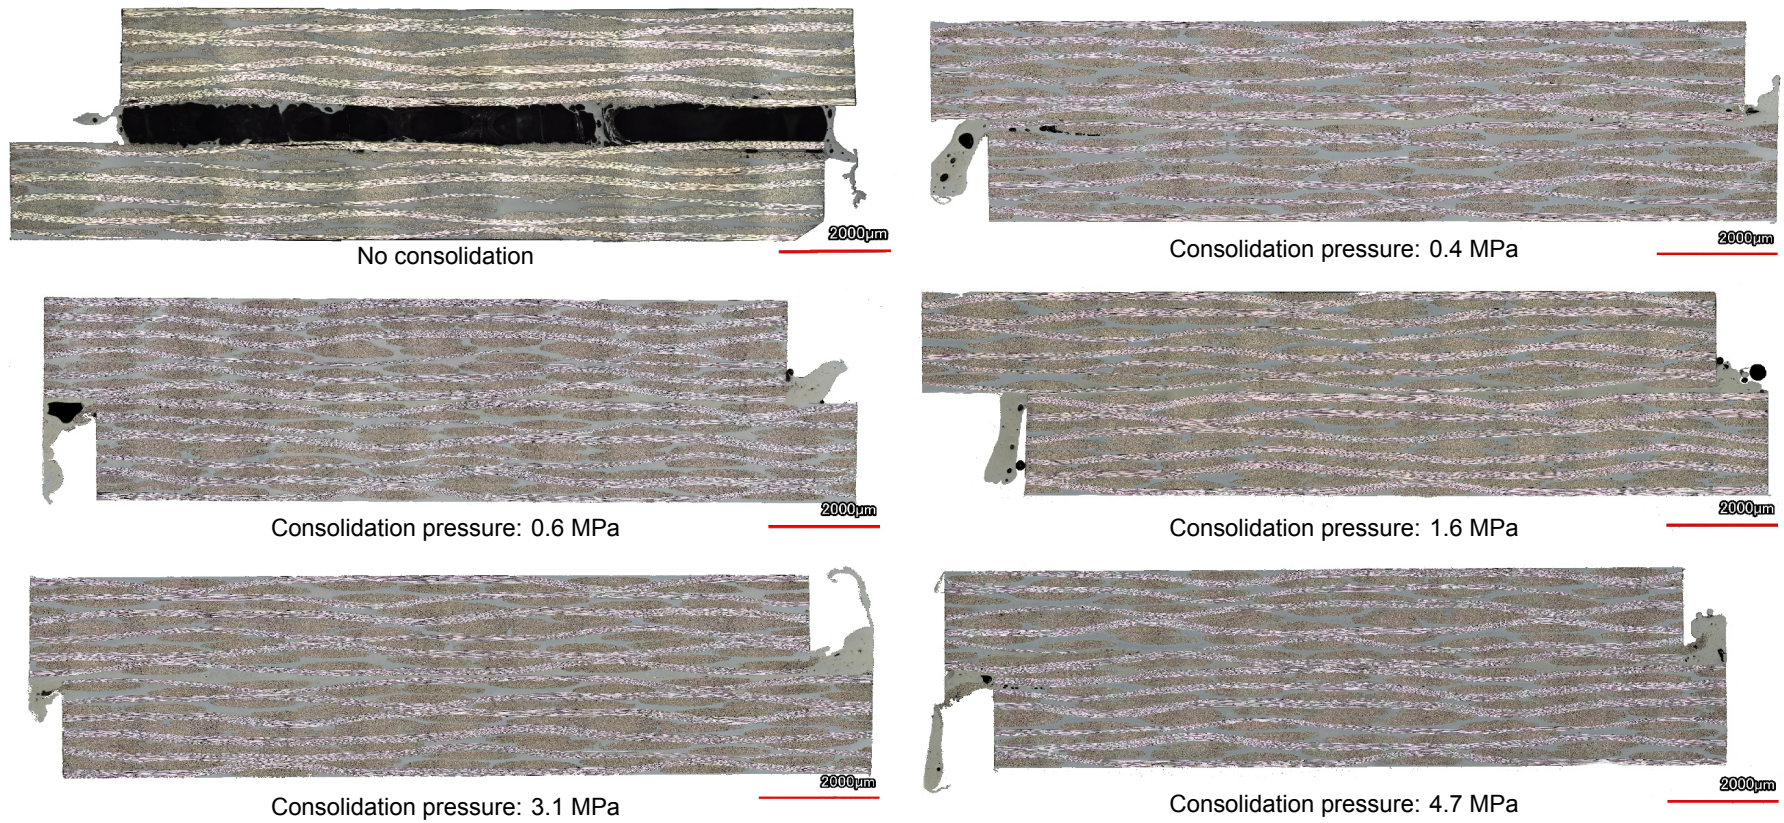 2000µm
No consolidation
2000µm
Consolidation pressure: 0.4 MPa
2000µm
Consolidation pressure: 0.6 MPa
2000µm
Consolidation pressure: 1.6 MPa
2000µm
Consolidation pressure: 3.1 MPa
2000µm
Consolidation pressure: 4.7 MPa